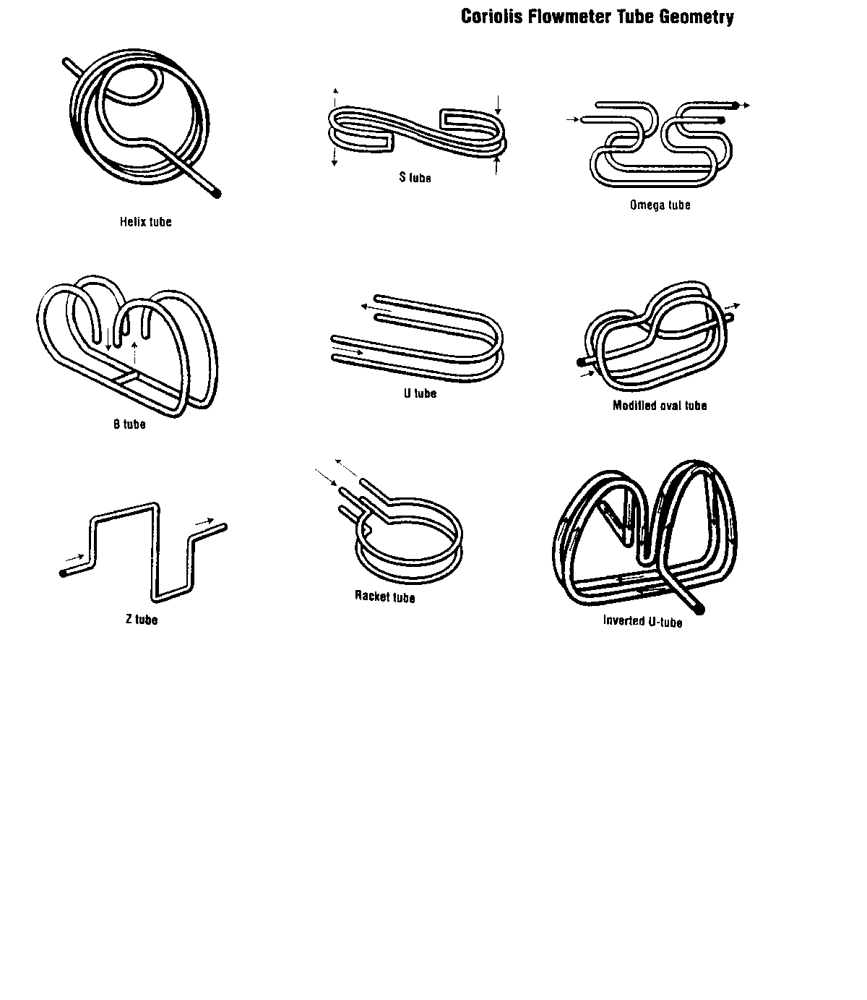 Coriolis Flowmeter Tube Geometry
Helix tube
S tube
Omega tube
B tube
U tube
Modified oval tube
Z tube
Racket tube
Inverted U-tube